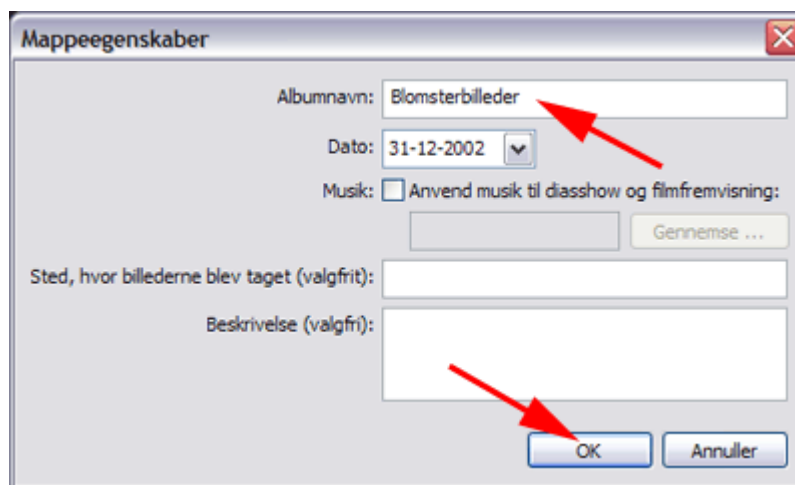 Mappeegenskaber
Albumnavn: Blomsterbilleder
Dato: 31-12-2002
Musik: Anvend musik til diasshow og filmfremvisning:
Gennemse ...
Sted, hvor billederne blev taget (valgfrit):
Beskrivelse (valgfri):
OK Annuller